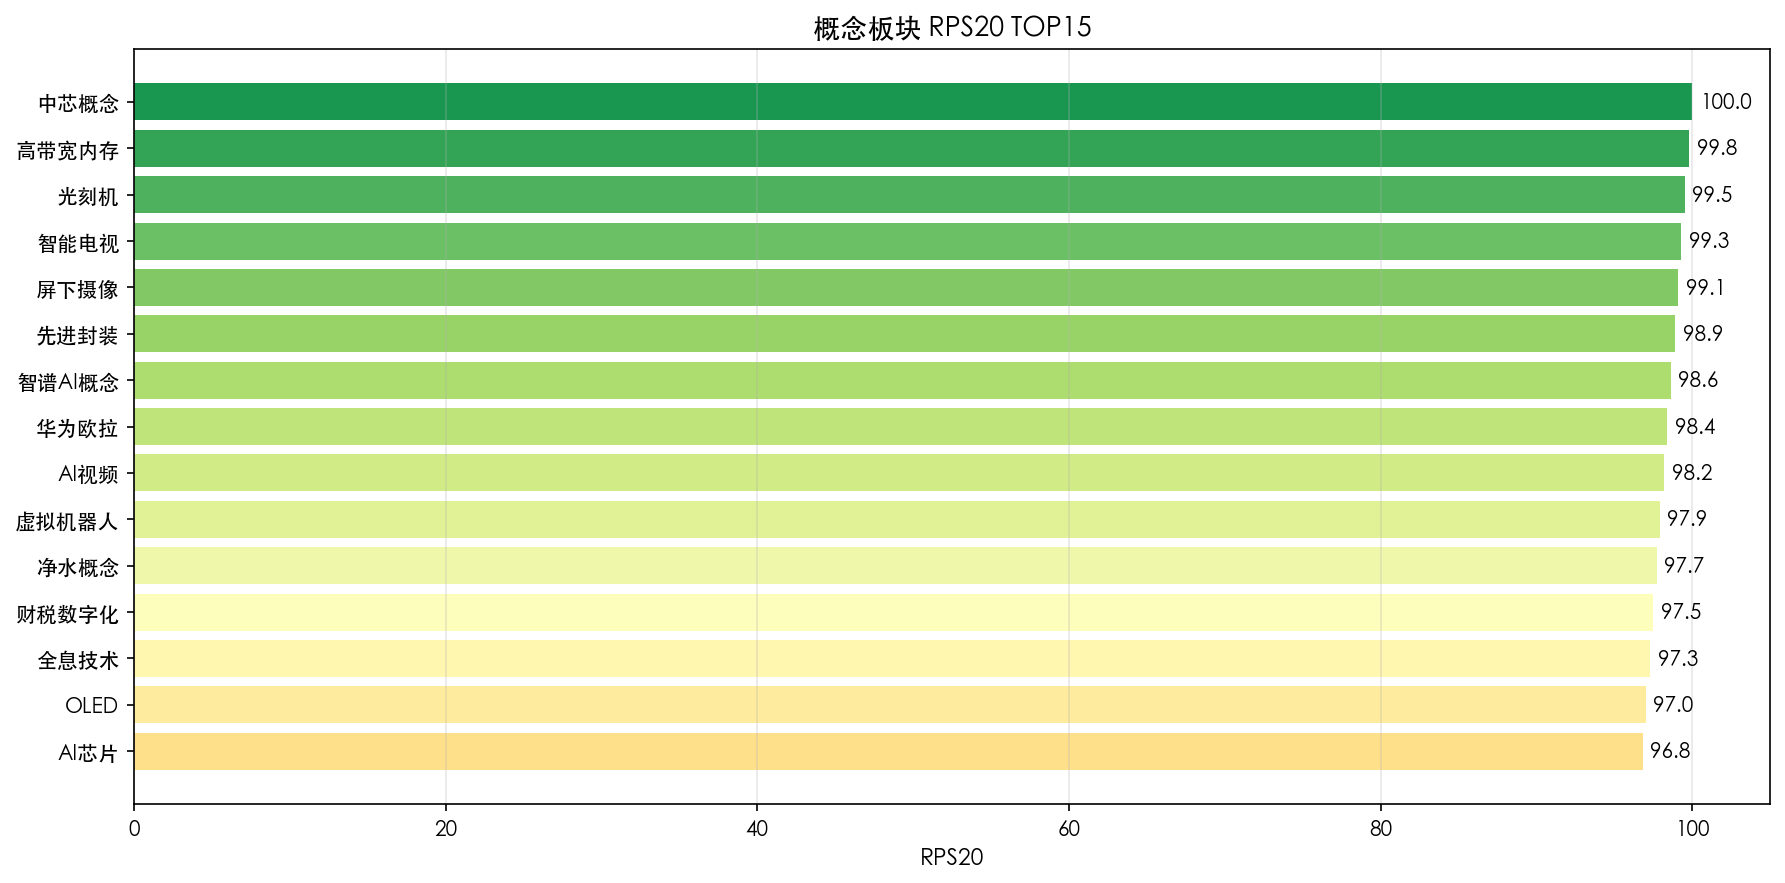 概念板块 RPS20 TOP15
中芯概念 100.0
高带宽内存 99.8
光刻机 99.5
智能电视 99.3
屏下摄像 99.1
先进封装 98.9
智谱AI概念 98.6
华为欧拉 98.4
AI视频 98.2
虚拟机器人 97.9
净水概念 97.7
财税数字化 97.5
全息技术 97.3
OLED 97.0
AI芯片 96.8
0 20 40 60 80 100
RPS20